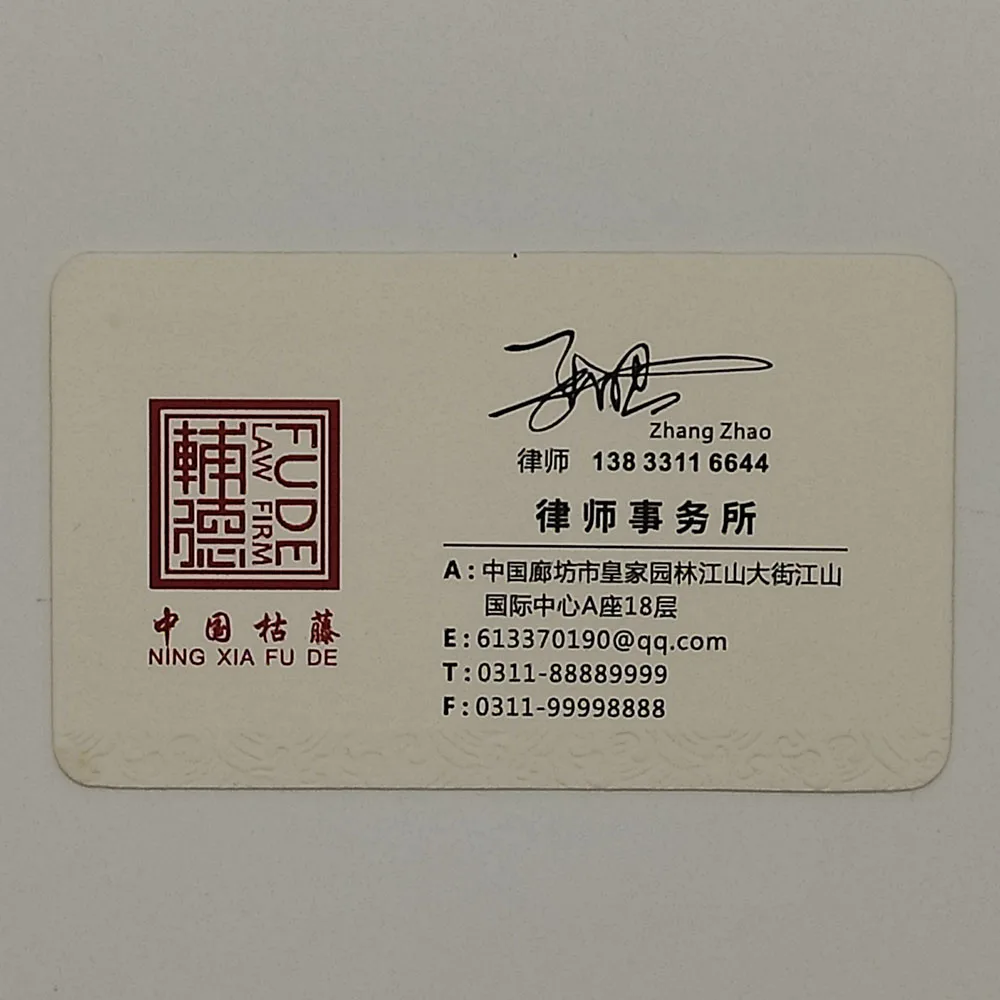 輔德
FUDE
LAW FIRM
中国枯藤
NING XIA FU DE
Zhang Zhao
律师 138 3311 6644
律师事务所
A:中国廊坊市皇家园林江山大街江山
国际中心A座18层
E:613370190@qq.com
T:0311-88889999
F:0311-99998888